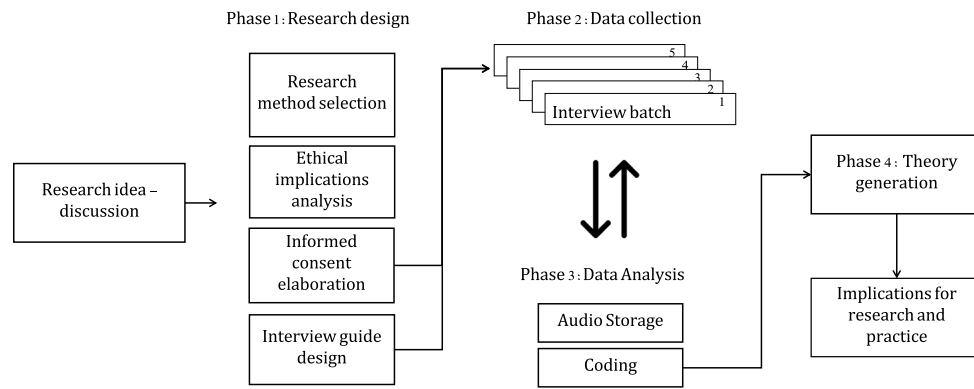 Phase 1: Research design
Phase 2: Data collection
Research
method selection
Ethical
implications
analysis
Informed
consent
elaboration
Interview guide
design
Research idea –
discussion
5
4
3
2
1
Interview batch
Phase 3: Data Analysis
Audio Storage
Coding
Phase 4: Theory
generation
Implications for
research and
practice